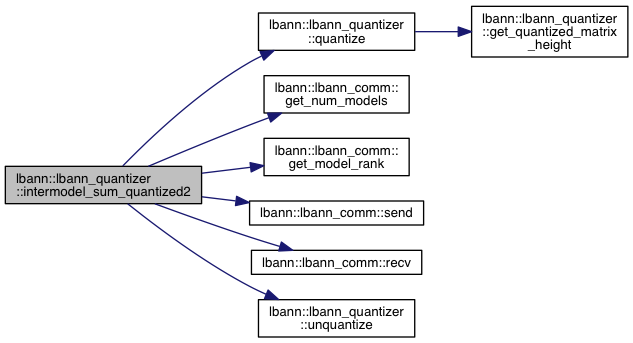 lbann::lbann_quantizer
::intermodel_sum_quantized2
lbann::lbann_quantizer
::quantize
lbann::lbann_quantizer
::get_quantized_matrix
_height
lbann::lbann_comm::
get_num_models
lbann::lbann_comm::
get_model_rank
lbann::lbann_comm::send
lbann::lbann_comm::recv
lbann::lbann_quantizer
::unquantize